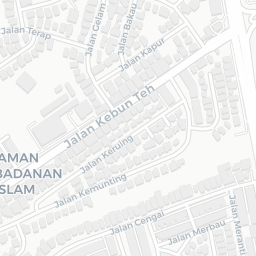 Jalan Terap
Jalan Gelam
Jalan Bakau
Jalan Kapur
Jalan Kebun Teh
AMAN
BADANAN
SLAM
Jalan Keruing
Jalan Kemunting
Jalan Cengal
Jalan Merbau
Jalan Meranti